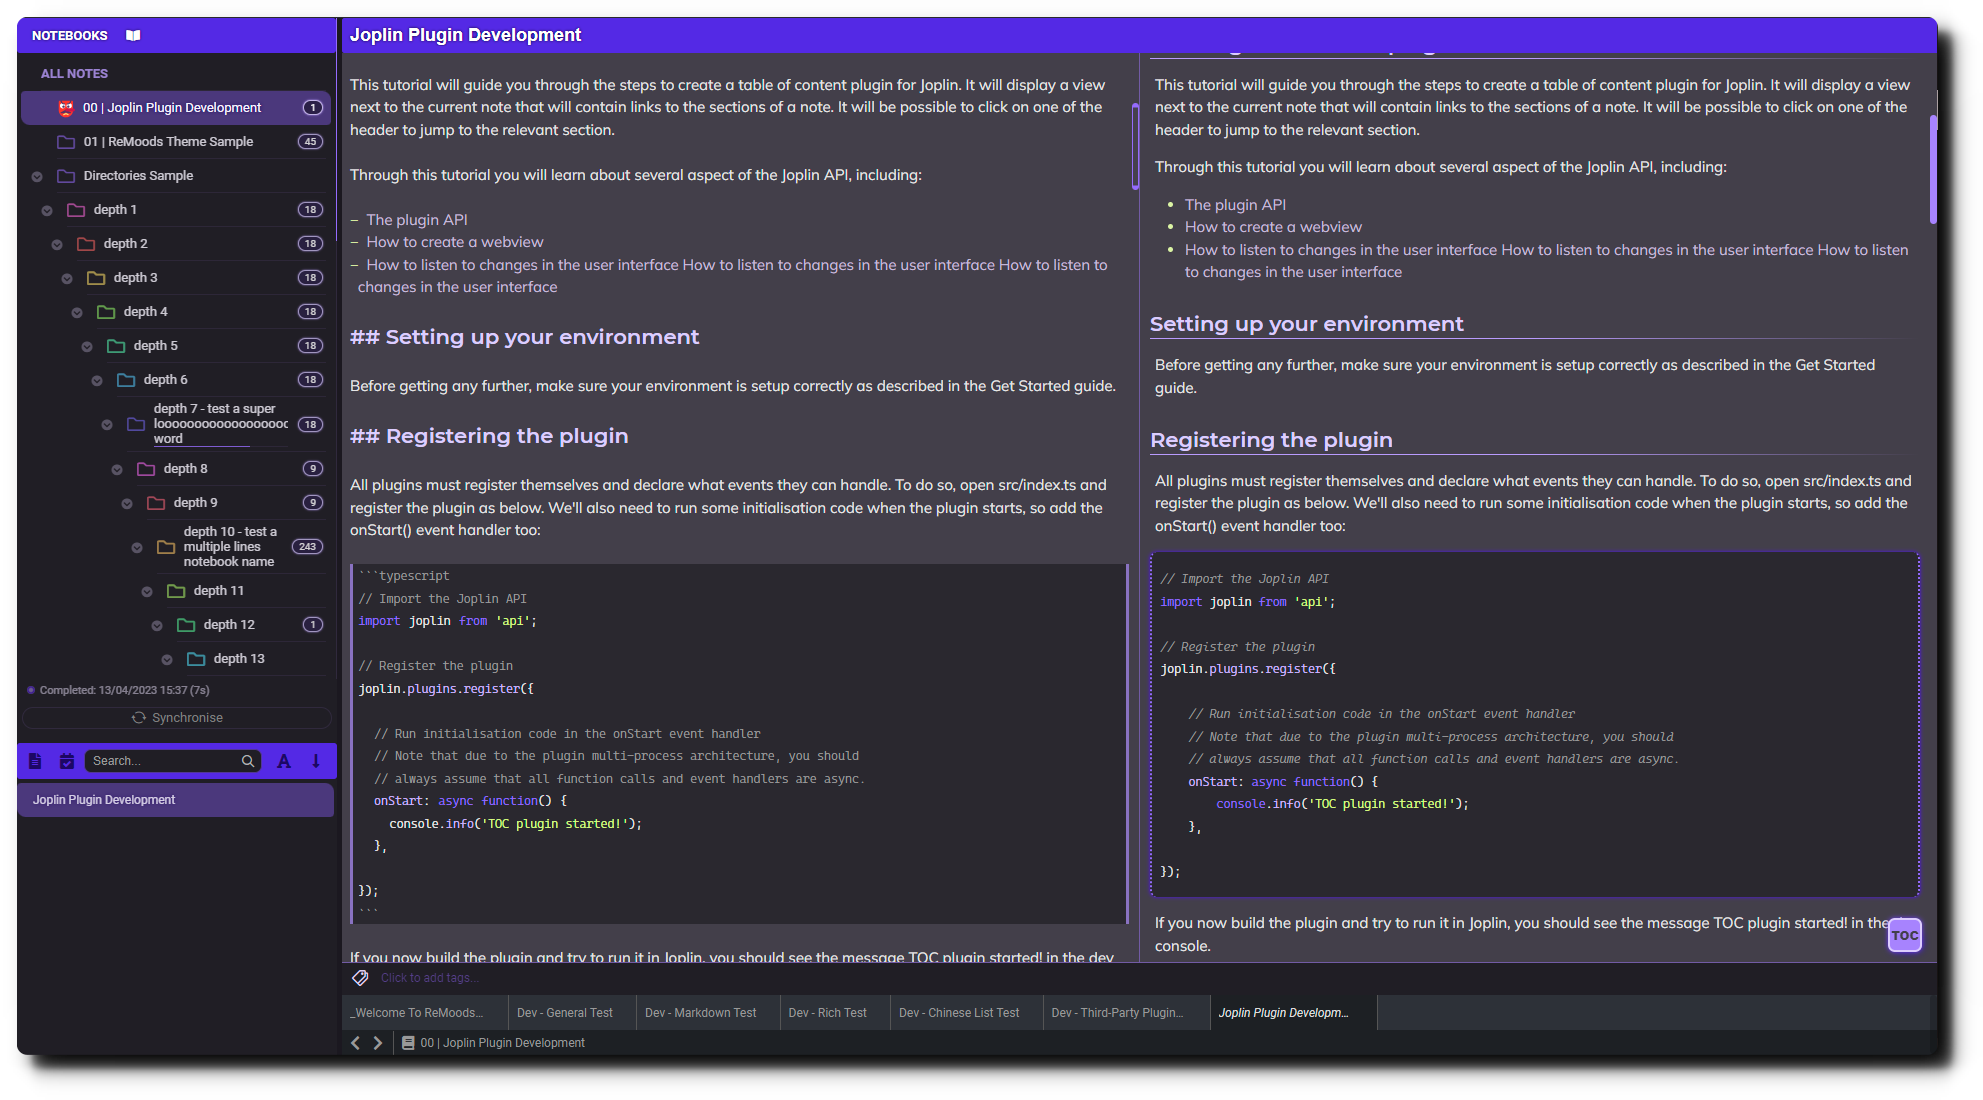 NOTEBOOKS
ALL NOTES
00 | Joplin Plugin Development 1
01 | ReMoods Theme Sample 45
Directories Sample
depth 1 18
depth 2 18
depth 3 18
depth 4 18
depth 5 18
depth 6 18
depth 7 - test a super
word 18
depth 8 9
depth 9 9
depth 10 - test a
multiple lines 243
notebook name
depth 11
depth 12 1
depth 13
Completed: 13/04/2023 15:37 (7s)
Synchronise
Search...
Joplin Plugin Development
Joplin Plugin Development
This tutorial will guide you through the steps to create a table of content plugin for Joplin. It will display a view
next to the current note that will contain links to the sections of a note. It will be possible to click on one of the
header to jump to the relevant section.
Through this tutorial you will learn about several aspect of the Joplin API, including:
– The plugin API
– How to create a webview
– How to listen to changes in the user interface How to listen to changes in the user interface How to listen to
changes in the user interface
## Setting up your environment
Before getting any further, make sure your environment is setup correctly as described in the Get Started guide.
## Registering the plugin
All plugins must register themselves and declare what events they can handle. To do so, open src/index.ts and
register the plugin as below. We'll also need to run some initialisation code when the plugin starts, so add the
onStart() event handler too:
```typescript
// Import the Joplin API
import joplin from 'api';
// Register the plugin
joplin.plugins.register({
// Run initialisation code in the onStart event handler
// Note that due to the plugin multi-process architecture, you should
// always assume that all function calls and event handlers are async.
onStart: async function() {
console.info('TOC plugin started!');
},
});
```
If you now build the plugin and try to run it in Joplin, you should see the message TOC plugin started! in the dev
This tutorial will guide you through the steps to create a table of content plugin for Joplin. It will display a view
next to the current note that will contain links to the sections of a note. It will be possible to click on one of the
header to jump to the relevant section.
Through this tutorial you will learn about several aspect of the Joplin API, including:
• The plugin API
• How to create a webview
• How to listen to changes in the user interface How to listen to changes in the user interface How to listen
to changes in the user interface
Setting up your environment
Before getting any further, make sure your environment is setup correctly as described in the Get Started
guide.
Registering the plugin
All plugins must register themselves and declare what events they can handle. To do so, open src/index.ts and
register the plugin as below. We'll also need to run some initialisation code when the plugin starts, so add the
onStart() event handler too:
// Import the Joplin API
import joplin from 'api';
// Register the plugin
joplin.plugins.register({
// Run initialisation code in the onStart event handler
// Note that due to the plugin multi-process architecture, you should
// always assume that all function calls and event handlers are async.
onStart: async function() {
console.info('TOC plugin started!');
},
});
If you now build the plugin and try to run it in Joplin, you should see the message TOC plugin started! in the
console.
TOC
Click to add tags...
_Welcome To ReMoods... Dev - General Test Dev - Markdown Test Dev - Rich Test Dev - Chinese List Test Dev - Third-Party Plugin... Joplin Plugin Developm...
00 | Joplin Plugin Development